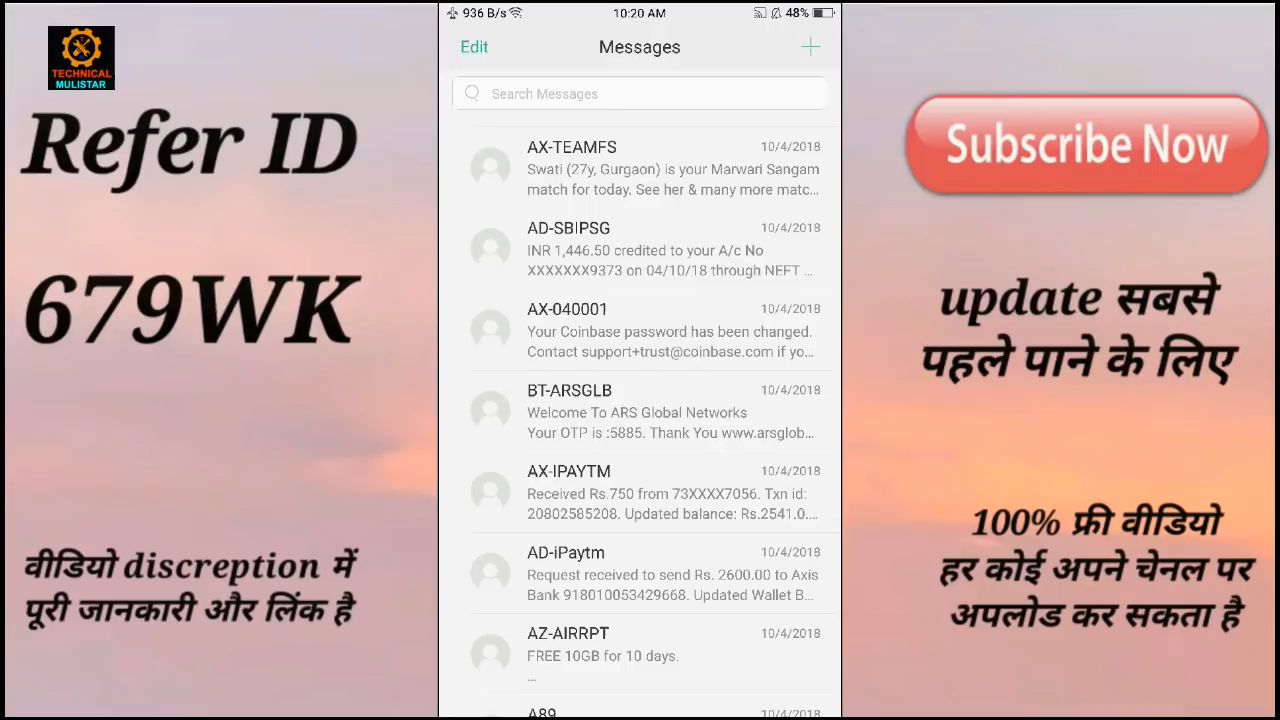 TECHNICAL
MULISTAR
Refer ID
679WK
वीडियो discreption में
पूरी जानकारी और लिंक है
936 B/s
10:20 AM
48%
Edit
Messages
Search Messages
AX-TEAMFS
10/4/2018
Swati (27y, Gurgaon) is your Marwari Sangam
match for today. See her & many more matc...
AD-SBIPSG
10/4/2018
INR 1,446.50 credited to your A/c No
XXXXXXX9373 on 04/10/18 through NEFT ...
AX-040001
10/4/2018
Your Coinbase password has been changed.
Contact support+trust@coinbase.com if yo...
BT-ARSGLB
10/4/2018
Welcome To ARS Global Networks
Your OTP is :5885. Thank You www.arsglob...
AX-IPAYTM
10/4/2018
Received Rs.750 from 73XXXX7056. Txn id:
20802585208. Updated balance: Rs.2541.0....
AD-iPaytm
10/4/2018
Request received to send Rs. 2600.00 to Axis
Bank 918010053429668. Updated Wallet B...
AZ-AIRRPT
10/4/2018
FREE 10GB for 10 days.
...
A89
Subscribe Now
update सबसे
पहले पाने के लिए
100% फ्री वीडियो
हर कोई अपने चेनल पर
अपलोड कर सकता है